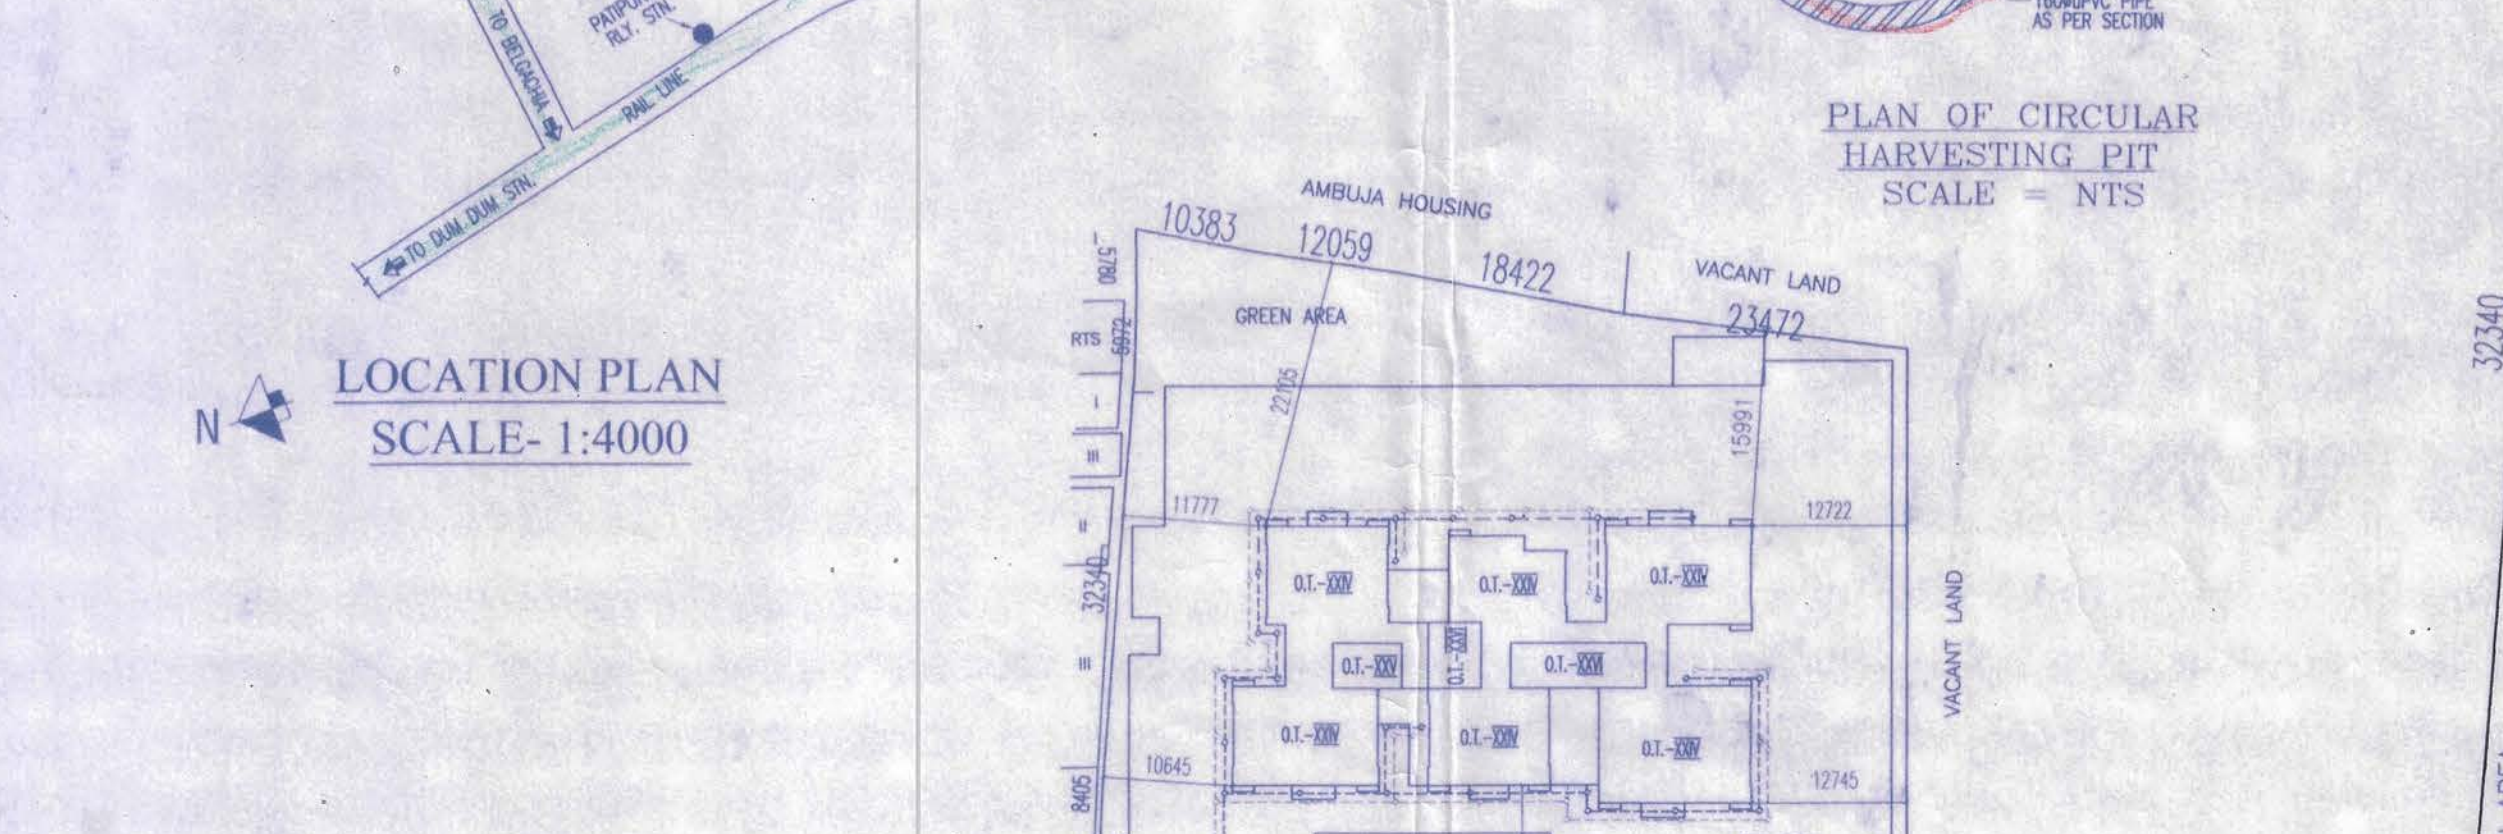 TO BELGACHIA
RLY. STN.
RAIL LINE
TO DUM DUM STN.
N
LOCATION PLAN
SCALE- 1:4000
AS PER SECTION
PLAN OF CIRCULAR
HARVESTING PIT
SCALE = NTS
AMBUJA HOUSING
10383
12059
18422
VACANT LAND
23472
5780
GREEN AREA
RTS
5972
22105
15991
11777
12722
32340
32340
O.T.-XXIV
O.T.-XXIV
O.T.-XXIV
O.T.-XXV
O.T.-XXVI
O.T.-XXVI
VACANT LAND
O.T.-XXIV
O.T.-XXIV
O.T.-XXIV
10645
12745
8405